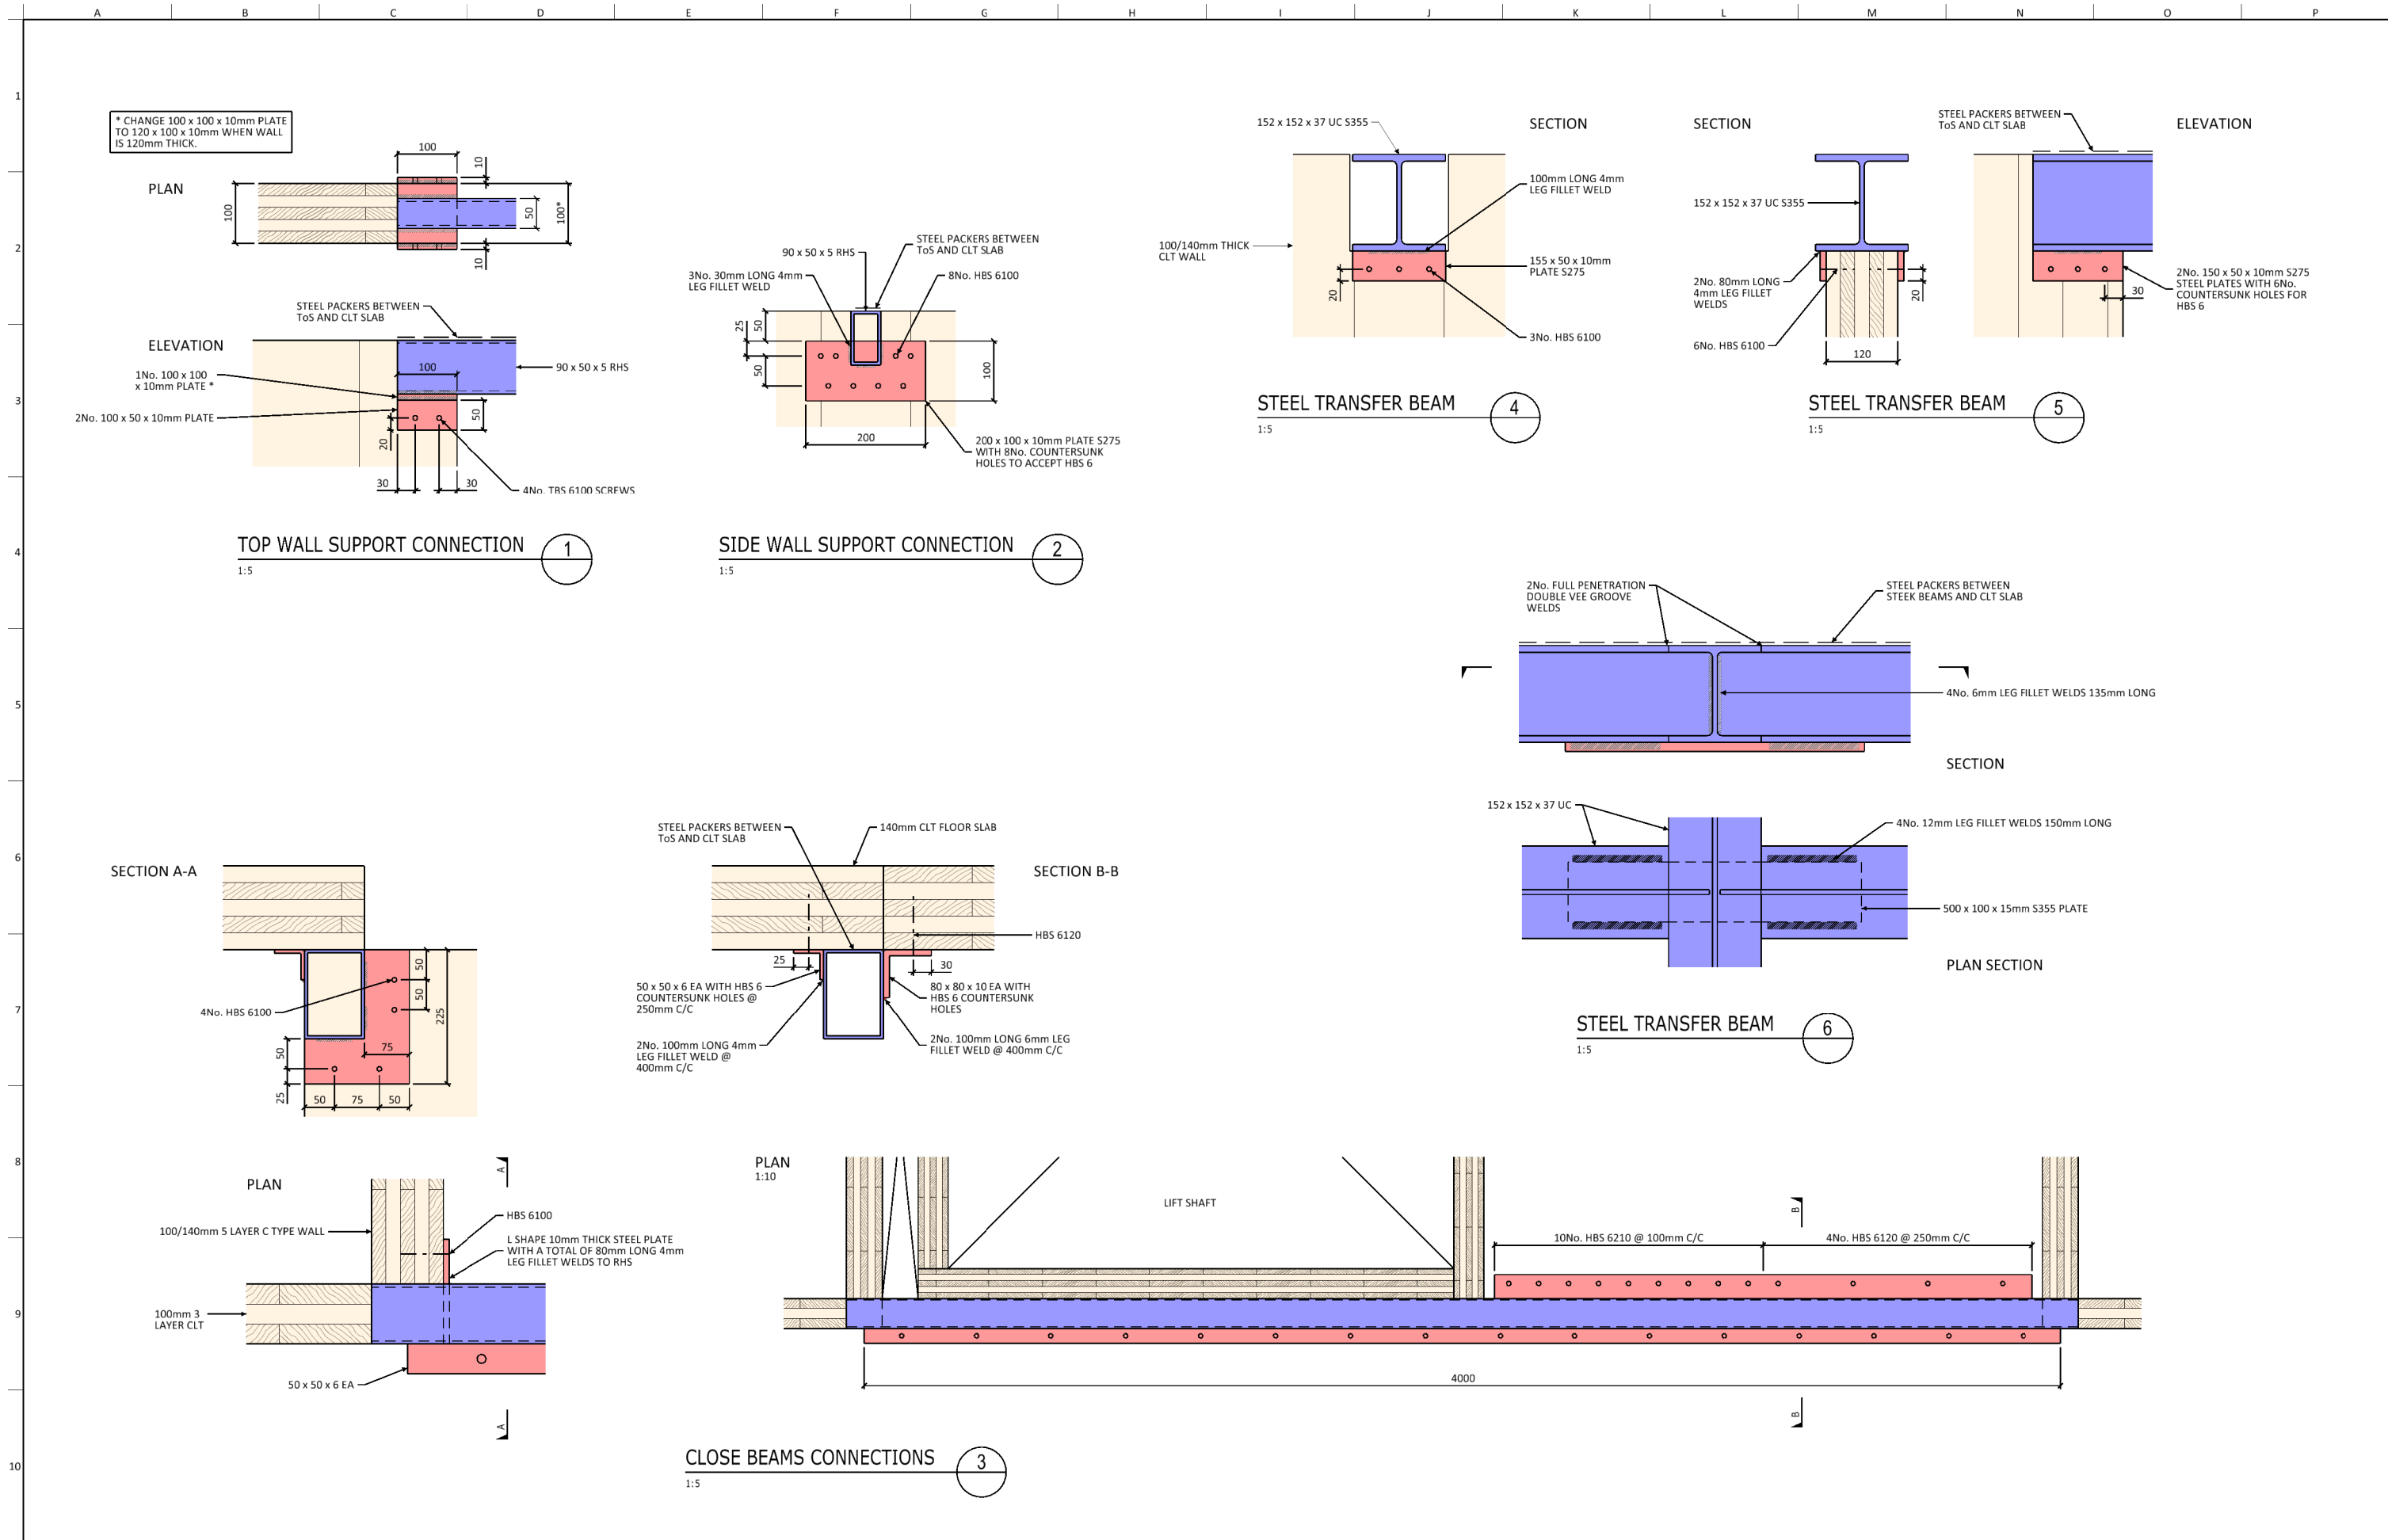 A B C D E F G H I J K L M N O P
1
2
3
4
5
6
7
8
9
10
* CHANGE 100 x 100 x 10mm PLATE
TO 120 x 100 x 10mm WHEN WALL
IS 120mm THICK.
PLAN
100
10
100
50
100*
10
ELEVATION
STEEL PACKERS BETWEEN
ToS AND CLT SLAB
100
90 x 50 x 5 RHS
1No. 100 x 100
x 10mm PLATE *
2No. 100 x 50 x 10mm PLATE
50
20
30
30
4No. TBS 6100 SCREWS
TOP WALL SUPPORT CONNECTION
1
1:5
STEEL PACKERS BETWEEN
ToS AND CLT SLAB
90 x 50 x 5 RHS
3No. 30mm LONG 4mm
LEG FILLET WELD
8No. HBS 6100
25
50
50
100
200
200 x 100 x 10mm PLATE S275
WITH 8No. COUNTERSUNK
HOLES TO ACCEPT HBS 6
SIDE WALL SUPPORT CONNECTION
2
1:5
152 x 152 x 37 UC S355
SECTION
100mm LONG 4mm
LEG FILLET WELD
100/140mm THICK
CLT WALL
155 x 50 x 10mm
PLATE S275
20
3No. HBS 6100
STEEL TRANSFER BEAM
4
1:5
SECTION
152 x 152 x 37 UC S355
2No. 80mm LONG
4mm LEG FILLET
WELDS
6No. HBS 6100
20
120
STEEL PACKERS BETWEEN
ToS AND CLT SLAB
ELEVATION
2No. 150 x 50 x 10mm S275
STEEL PLATES WITH 6No.
COUNTERSUNK HOLES FOR
HBS 6
30
STEEL TRANSFER BEAM
5
1:5
2No. FULL PENETRATION
DOUBLE VEE GROOVE
WELDS
STEEL PACKERS BETWEEN
STEEK BEAMS AND CLT SLAB
4No. 6mm LEG FILLET WELDS 135mm LONG
SECTION
152 x 152 x 37 UC
4No. 12mm LEG FILLET WELDS 150mm LONG
500 x 100 x 15mm S355 PLATE
PLAN SECTION
STEEL TRANSFER BEAM
6
1:5
SECTION A-A
4No. HBS 6100
50
50
225
75
50
25
50
75
50
STEEL PACKERS BETWEEN
ToS AND CLT SLAB
140mm CLT FLOOR SLAB
SECTION B-B
HBS 6120
25
30
50 x 50 x 6 EA WITH HBS 6
COUNTERSUNK HOLES @
250mm C/C
80 x 80 x 10 EA WITH
HBS 6 COUNTERSUNK
HOLES
2No. 100mm LONG 4mm
LEG FILLET WELD @
400mm C/C
2No. 100mm LONG 6mm LEG
FILLET WELD @ 400mm C/C
PLAN
A
HBS 6100
100/140mm 5 LAYER C TYPE WALL
L SHAPE 10mm THICK STEEL PLATE
WITH A TOTAL OF 80mm LONG 4mm
LEG FILLET WELDS TO RHS
100mm 3
LAYER CLT
50 x 50 x 6 EA
A
PLAN
1:10
LIFT SHAFT
B
10No. HBS 6210 @ 100mm C/C
4No. HBS 6120 @ 250mm C/C
4000
B
CLOSE BEAMS CONNECTIONS
3
1:5